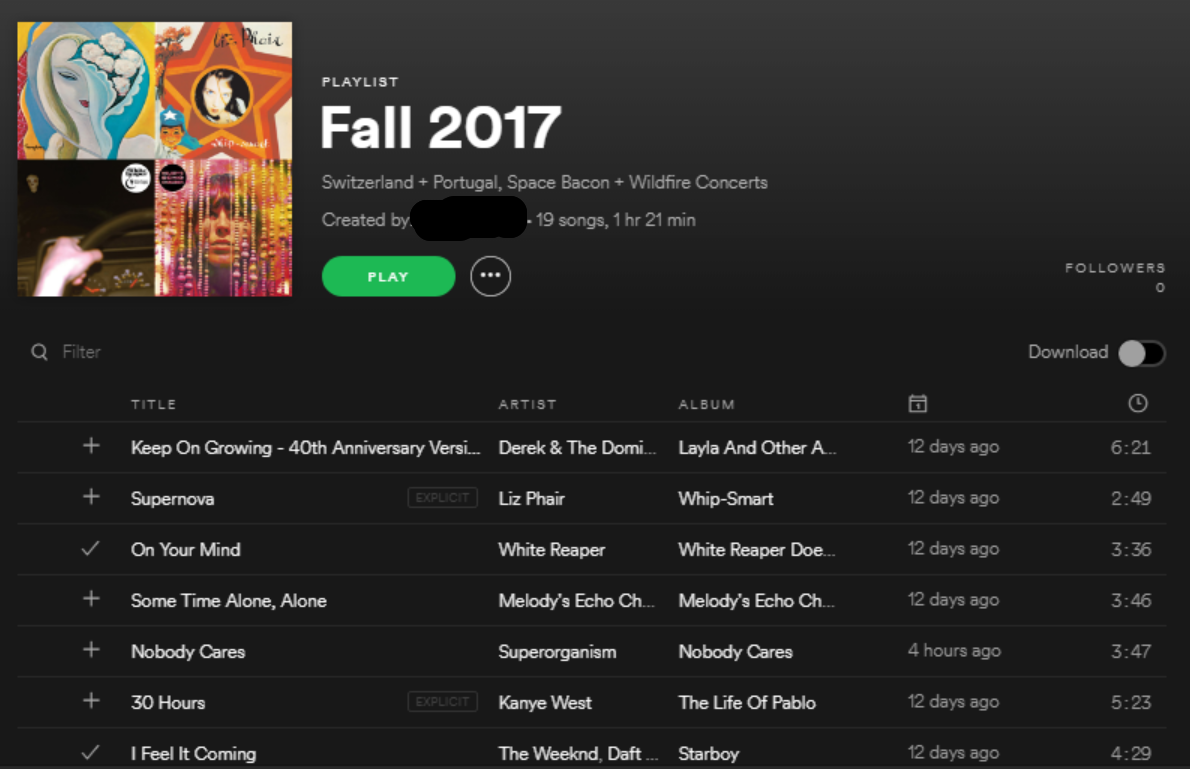 Liz Phair
whip-smart
PLAYLIST
Fall 2017
Switzerland + Portugal, Space Bacon + Wildfire Concerts
Created by: - 19 songs, 1 hr 21 min
PLAY
FOLLOWERS
0
Filter
Download
TITLE ARTIST ALBUM
Keep On Growing - 40th Anniversary Versi... Derek & The Domi... Layla And Other A... 12 days ago 6:21
Supernova EXPLICIT Liz Phair Whip-Smart 12 days ago 2:49
On Your Mind White Reaper White Reaper Doe... 12 days ago 3:36
Some Time Alone, Alone Melody's Echo Ch... Melody's Echo Ch... 12 days ago 3:46
Nobody Cares Superorganism Nobody Cares 4 hours ago 3:47
30 Hours EXPLICIT Kanye West The Life Of Pablo 12 days ago 5:23
I Feel It Coming The Weeknd, Daft ... Starboy 12 days ago 4:29